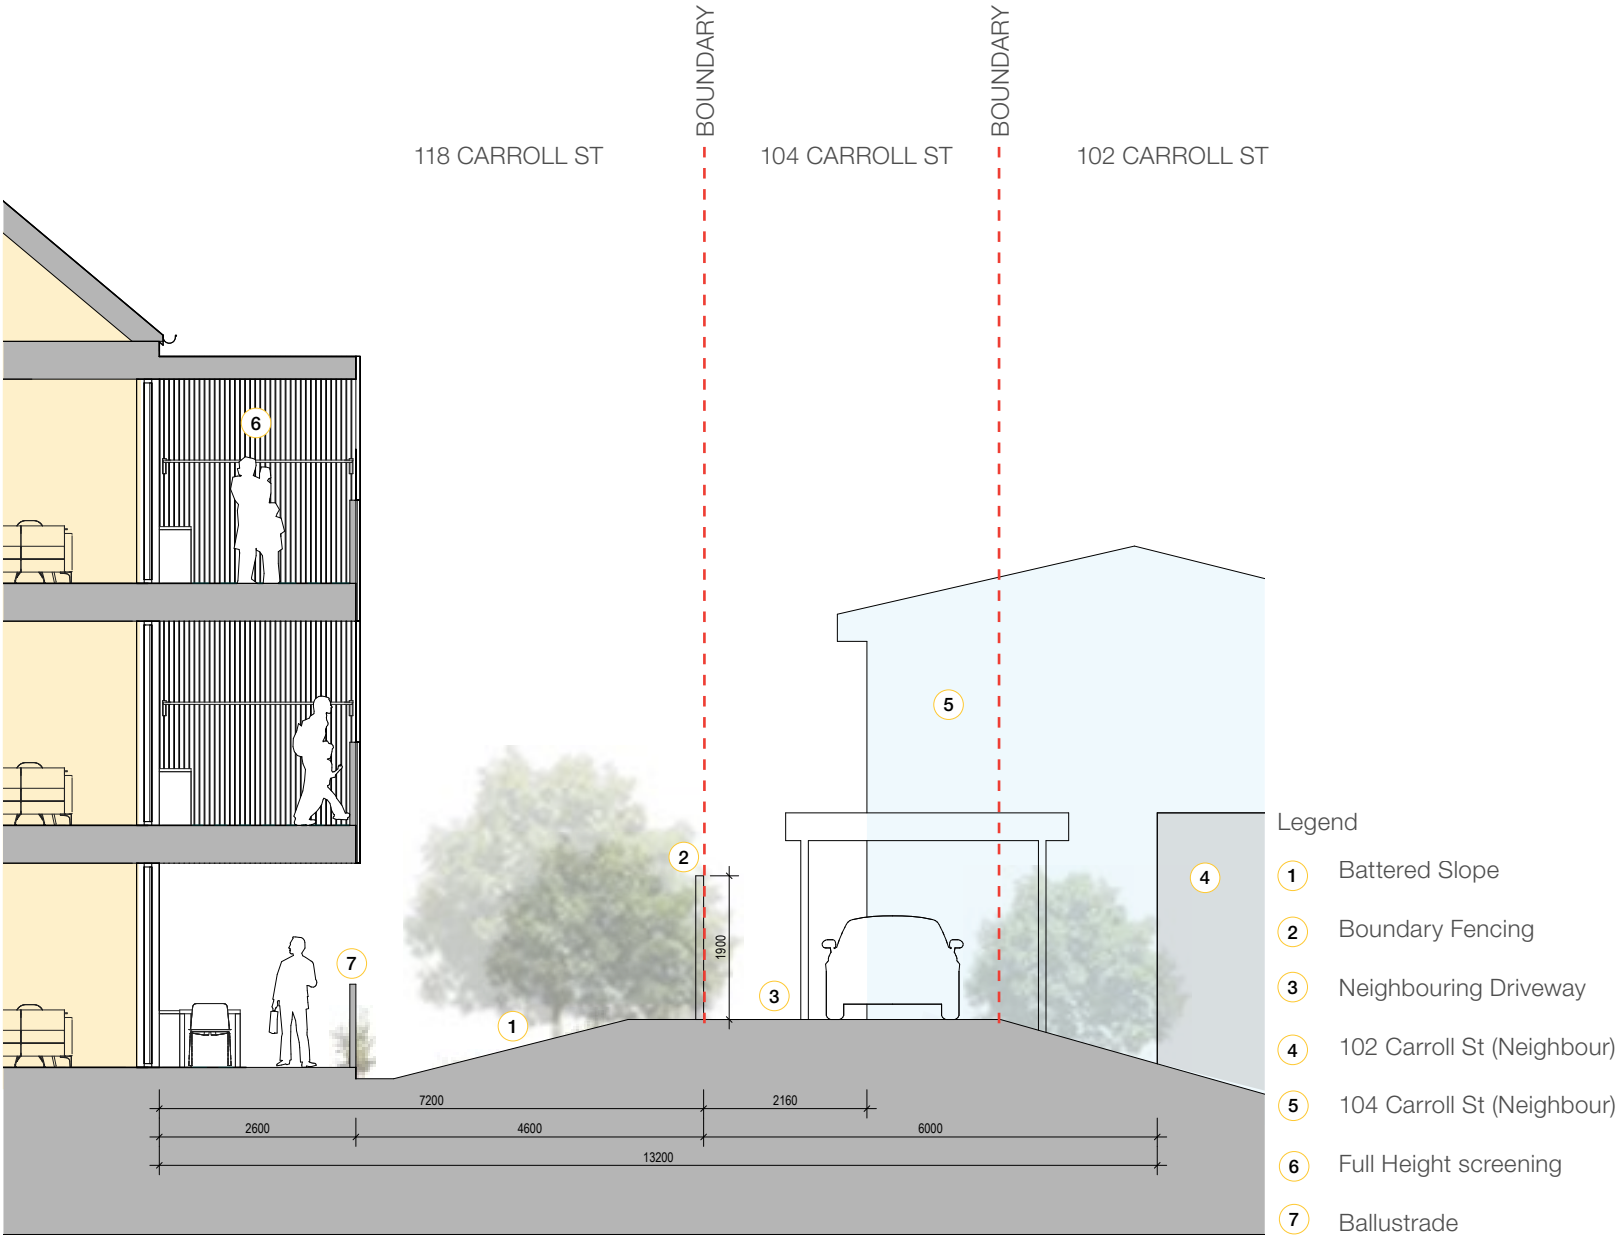 BOUNDARY
BOUNDARY
118 CARROLL ST
104 CARROLL ST
102 CARROLL ST
6
5
2
4
1900
7
3
1
7200
2160
2600
4600
6000
13200
Legend
1 Battered Slope
2 Boundary Fencing
3 Neighbouring Driveway
4 102 Carroll St (Neighbour)
5 104 Carroll St (Neighbour)
6 Full Height screening
7 Ballustrade